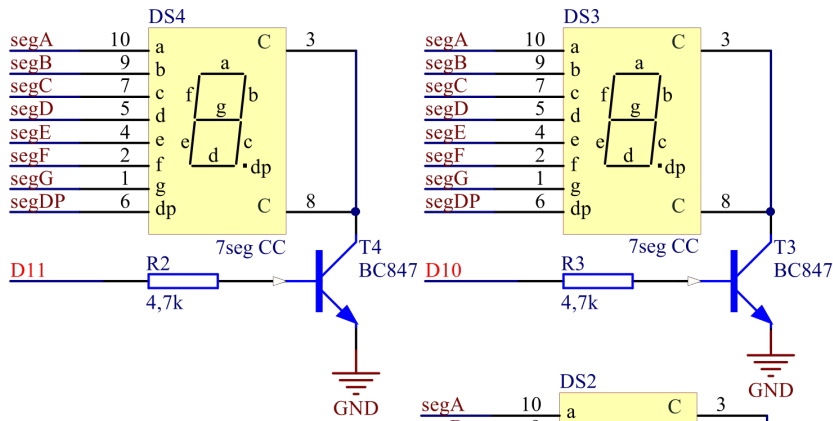 DS4
segA 10 a C 3
segB 9 b
segC 7 c
segD 5 d
segE 4 e
segF 2 f
segG 1 g
segDP 6 dp C 8
a
f b
g
e c
d dp
7seg CC
T4
BC847
D11
R2
4,7k
GND
DS3
segA 10 a C 3
segB 9 b
segC 7 c
segD 5 d
segE 4 e
segF 2 f
segG 1 g
segDP 6 dp C 8
a
f b
g
e c
d dp
7seg CC
T3
BC847
D10
R3
4,7k
GND
DS2
segA 10 a C 3